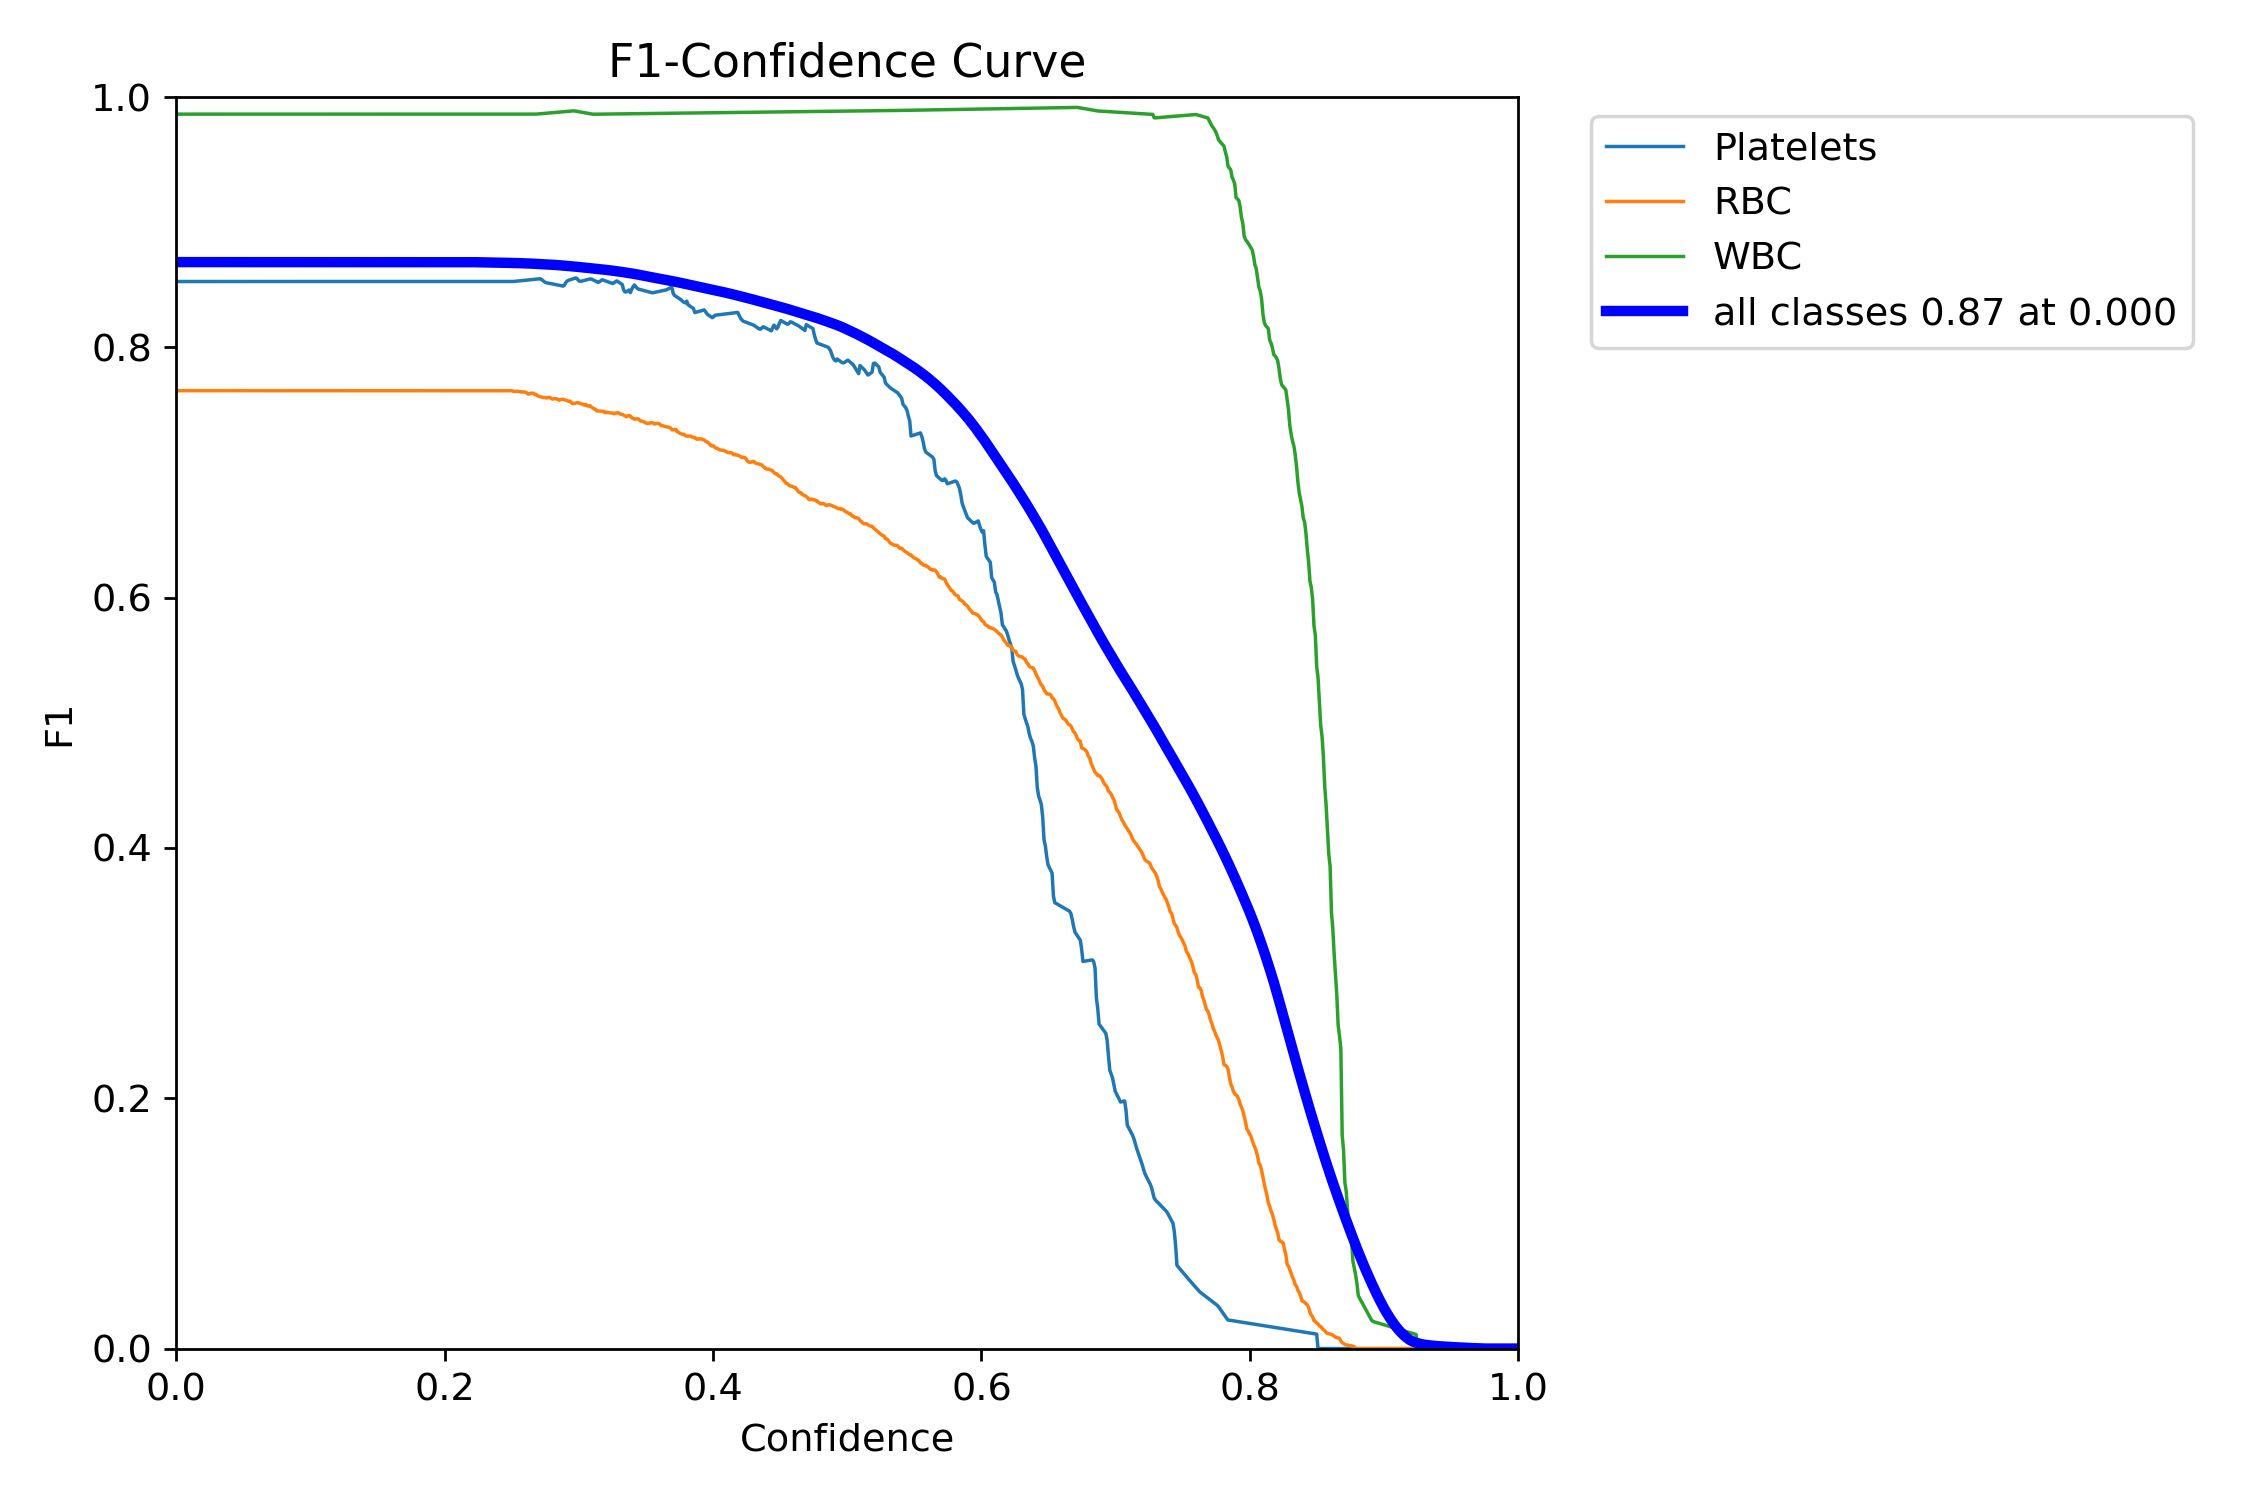 F1-Confidence Curve
1.0
0.8
0.6
0.4
0.2
0.0
F1
0.0 0.2 0.4 0.6 0.8 1.0
Confidence
Platelets
RBC
WBC
all classes 0.87 at 0.000